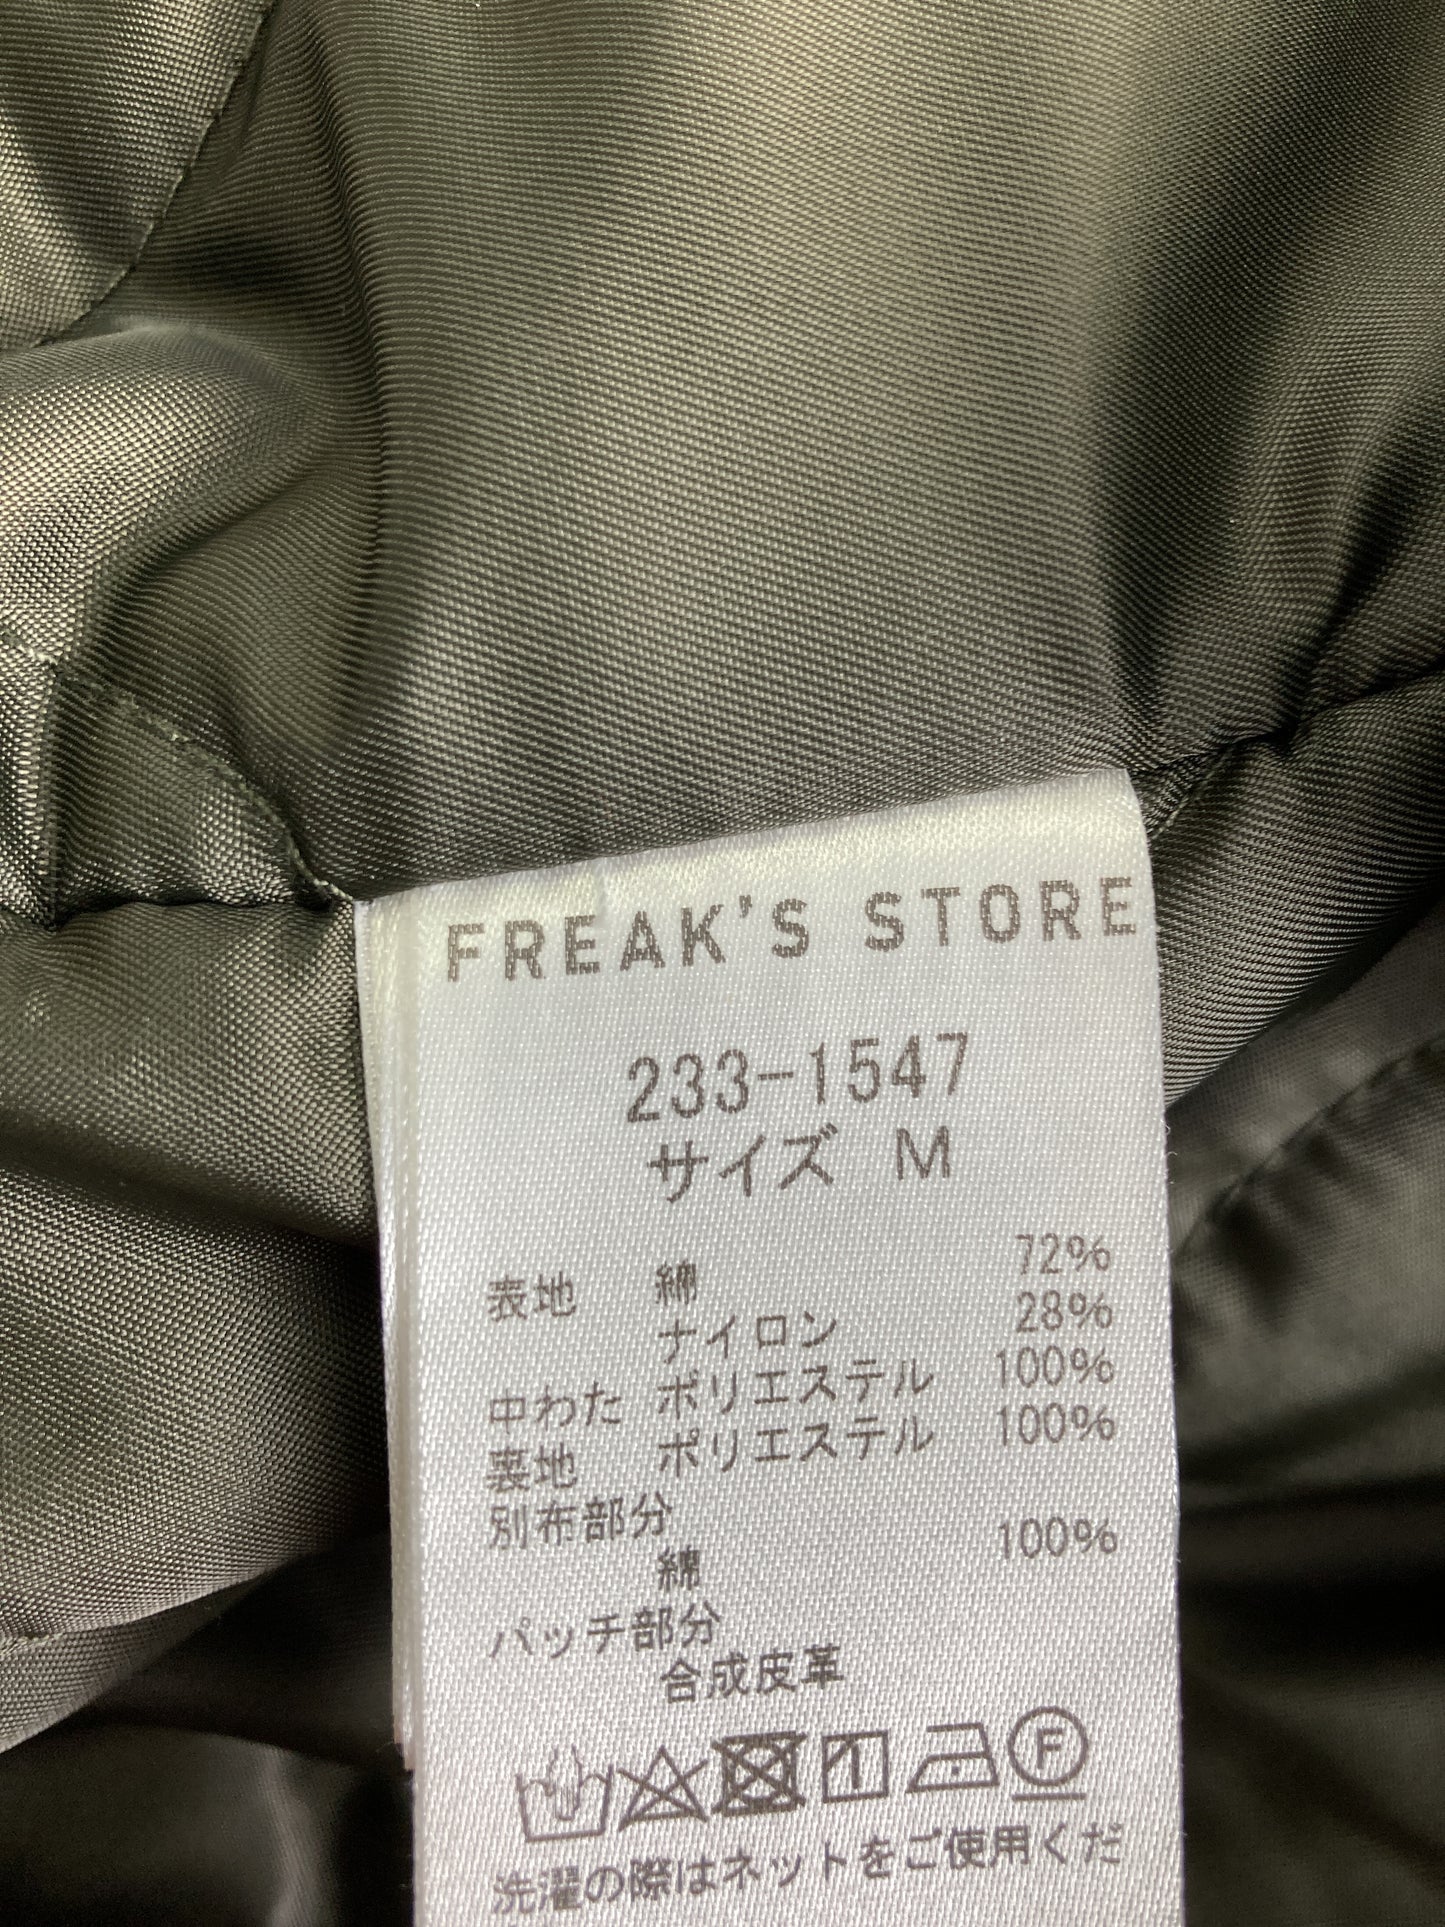 FREAK'S STORE
233-1547
サイズ M
表地 綿 72%
ナイロン 28%
中わた ポリエステル 100%
裏地 ポリエステル 100%
別布部分
綿 100%
パッチ部分
合成皮革
F
洗濯の際はネットをご使用くだ